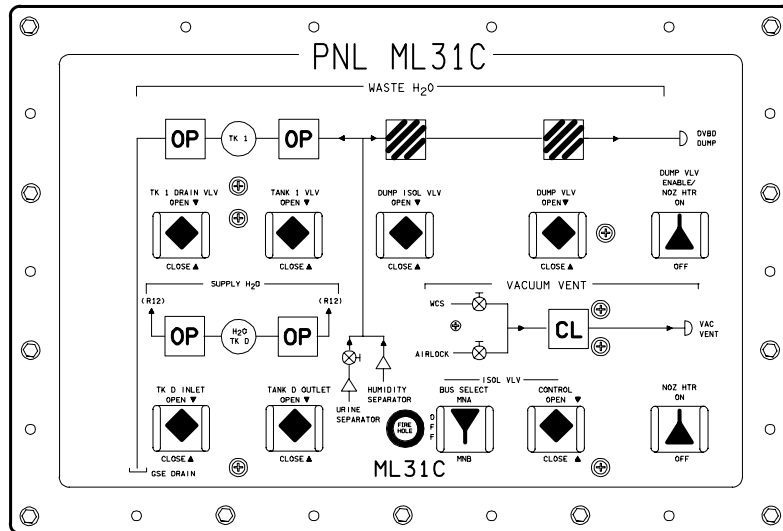 PNL ML31C
WASTE H₂O
OP
TK 1
OP
OVBD
DUMP
TK 1 DRAIN VLV
OPEN ▼
CLOSE ▲
TANK 1 VLV
OPEN ▼
CLOSE ▲
DUMP ISOL VLV
OPEN ▼
CLOSE ▲
DUMP VLV
OPEN ▼
CLOSE ▲
DUMP VLV
ENABLE/
NOZ HTR
ON
OFF
SUPPLY H₂O
(R12)
(R12)
OP
H₂O
TK D
OP
VACUUM VENT
WCS
AIRLOCK
CL
VAC
VENT
URINE
SEPARATOR
HUMIDITY
SEPARATOR
TK D INLET
OPEN ▼
CLOSE ▲
TANK D OUTLET
OPEN ▼
CLOSE ▲
FIRE
HOLE
ISOL VLV
BUS SELECT
MNA
OFF
MNB
CONTROL
OPEN ▼
CLOSE ▲
NOZ HTR
ON
OFF
GSE DRAIN
ML31C